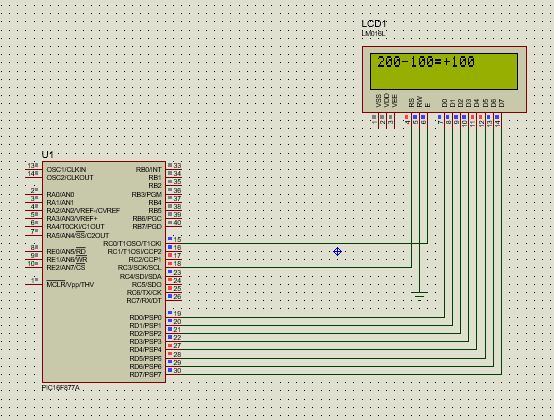 LCD1
LM016L
200-100=+100
VSS
VDD
VEE
RS
RW
E
D0
D1
D2
D3
D4
D5
D6
D7
1
2
3
4
5
6
7
8
9
10
11
12
13
14
U1
13 OSC1/CLKIN RB0/INT 33
14 OSC2/CLKOUT RB1 34
RB2 35
2 RA0/AN0 RB3/PGM 36
3 RA1/AN1 RB4 37
4 RA2/AN2/VREF-/CVREF RB5 38
5 RA3/AN3/VREF+ RB6/PGC 39
6 RA4/T0CKI/C1OUT RB7/PGD 40
7 RA5/AN4/SS/C2OUT
RC0/T1OSO/T1CKI 15
8 RE0/AN5/RD RC1/T1OSI/CCP2 16
9 RE1/AN6/WR RC2/CCP1 17
10 RE2/AN7/CS RC3/SCK/SCL 18
RC4/SDI/SDA 23
1 MCLR/Vpp/THV RC5/SDO 24
RC6/TX/CK 25
RC7/RX/DT 26
RD0/PSP0 19
RD1/PSP1 20
RD2/PSP2 21
RD3/PSP3 22
RD4/PSP4 27
RD5/PSP5 28
RD6/PSP6 29
RD7/PSP7 30
PIC16F877A